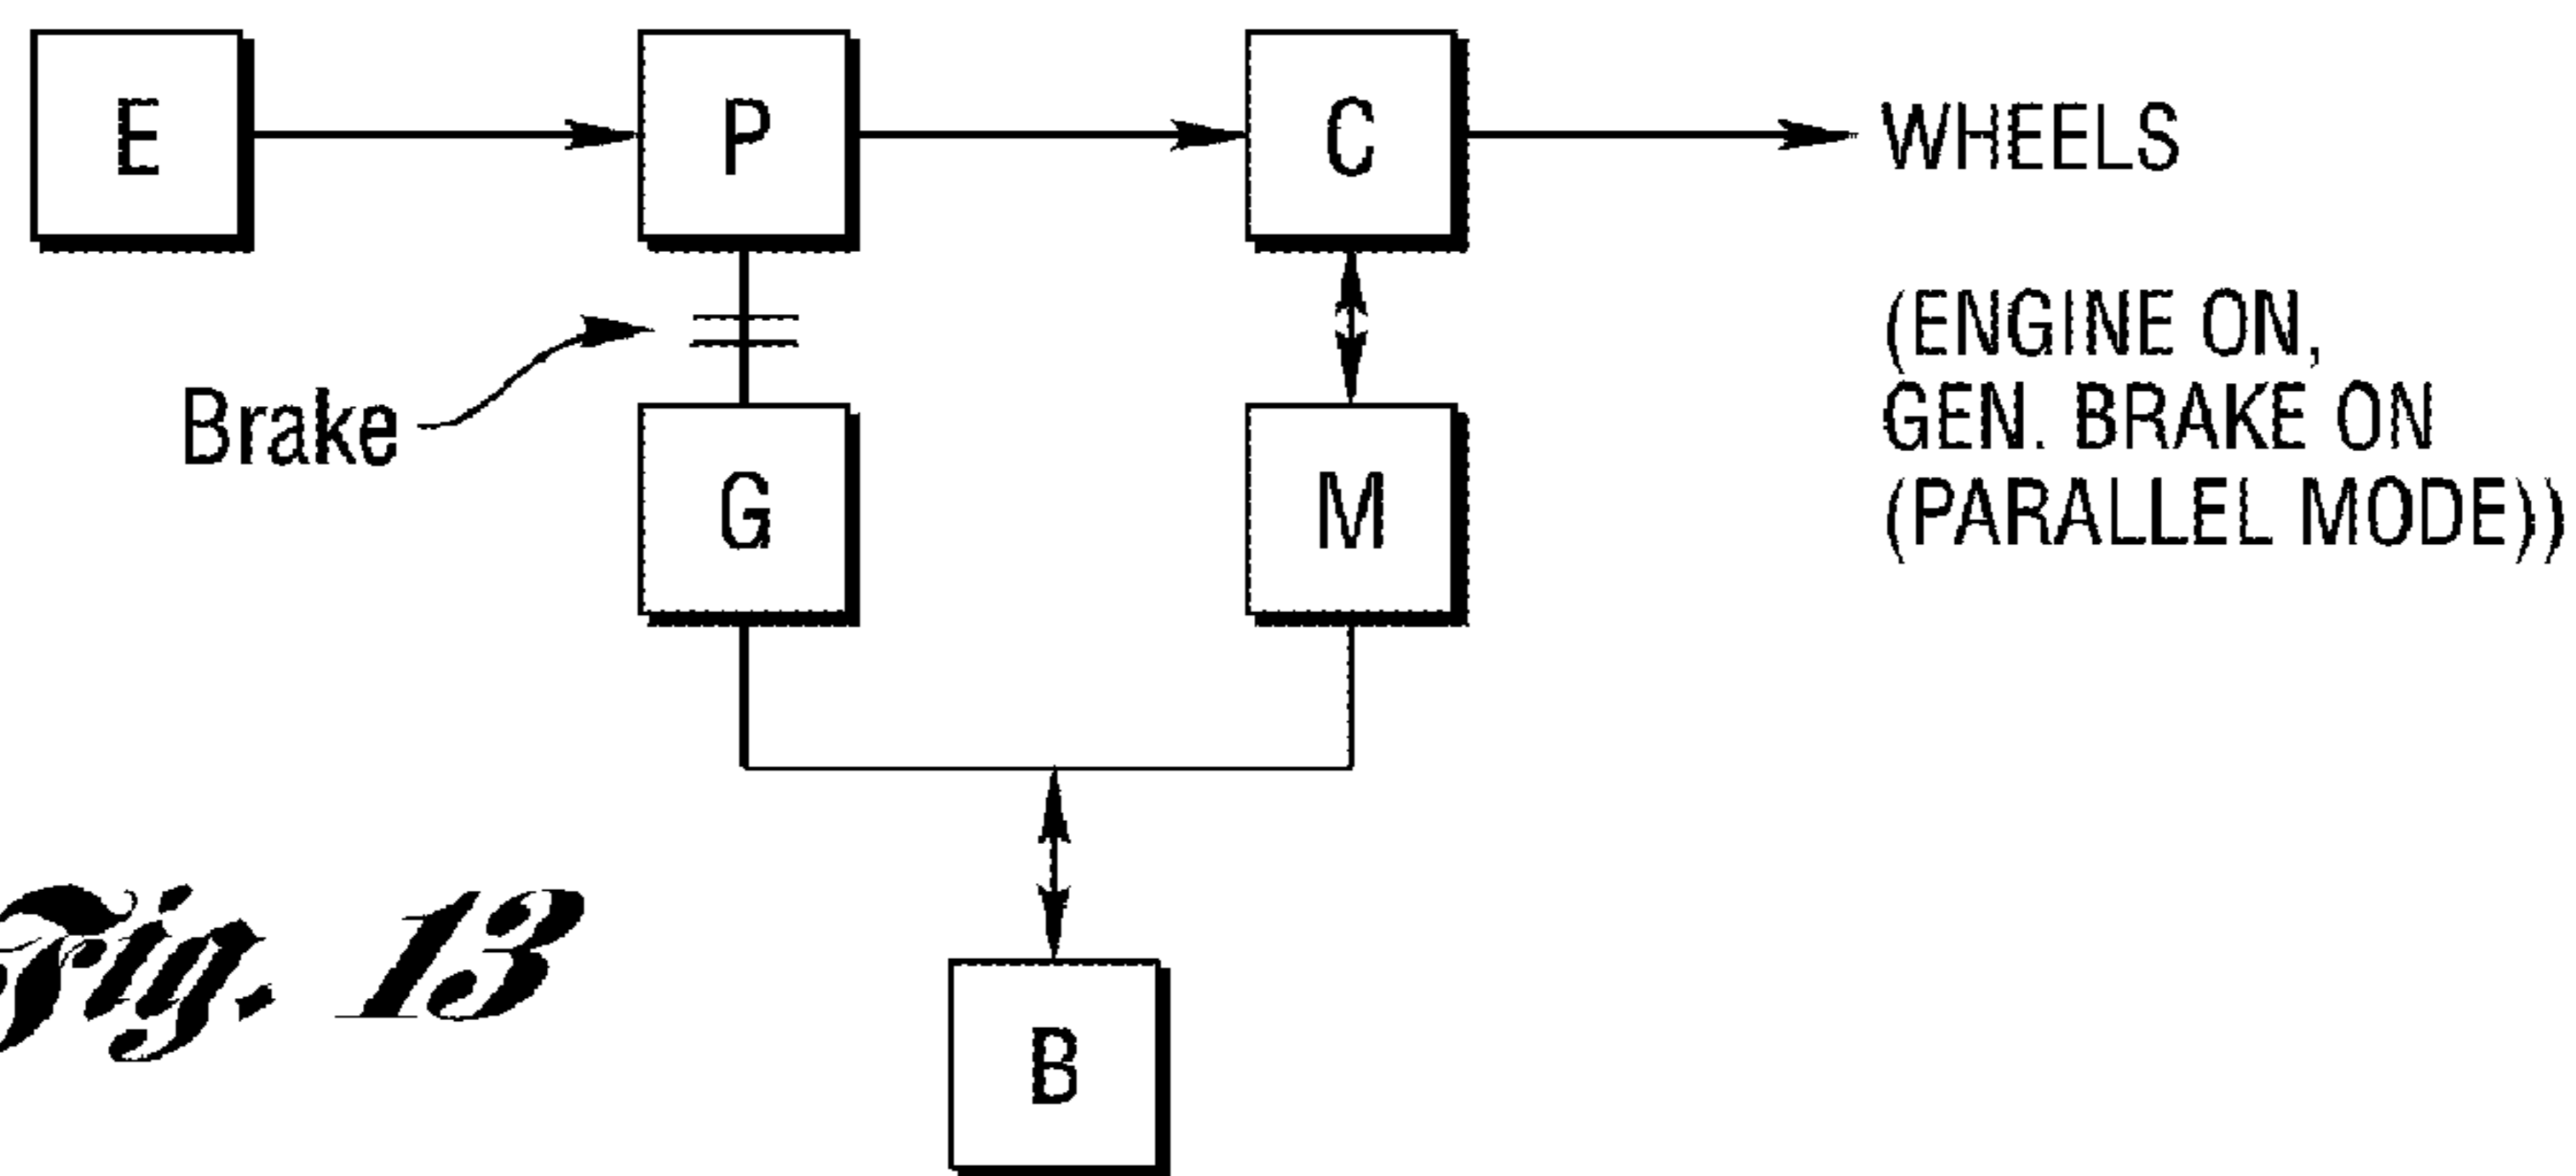 E
P
C
WHEELS
Brake
(ENGINE ON,
GEN. BRAKE ON
(PARALLEL MODE))
G
M
B
Fig. 13